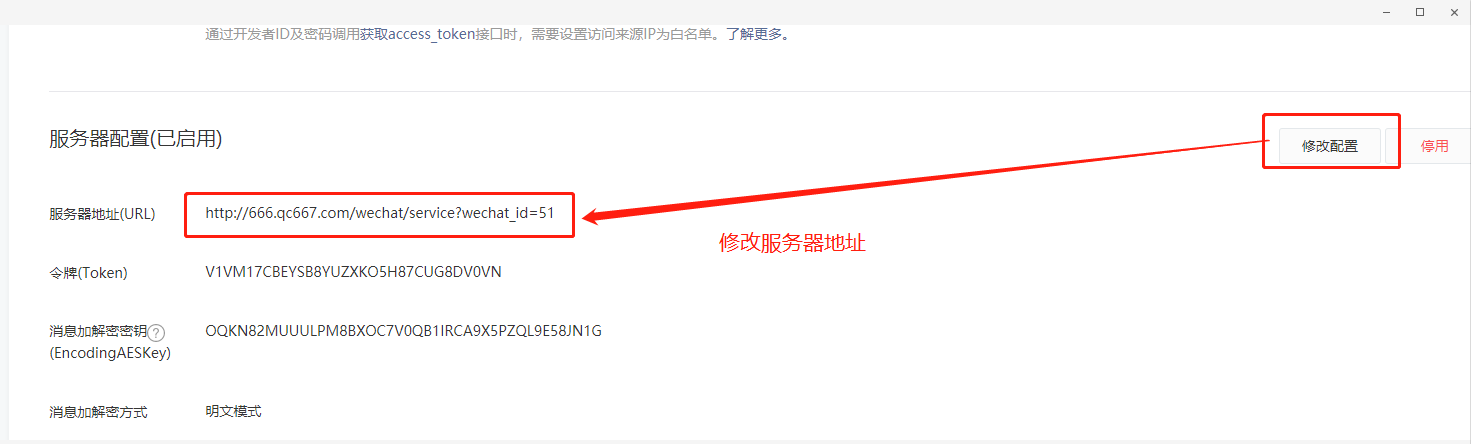 通过开发者ID及密码调用获取access_token接口时，需要设置访问来源IP为白名单。了解更多。
服务器配置(已启用)
修改配置
停用
服务器地址(URL)
http://666.qc667.com/wechat/service?wechat_id=51
修改服务器地址
令牌(Token)
V1VM17CBEYSB8YUZXKO5H87CUG8DV0VN
消息加解密密钥?
(EncodingAESKey)
OQKN82MUUULPM8BXOC7V0QB1IRCA9X5PZQL9E58JN1G
消息加解密方式
明文模式